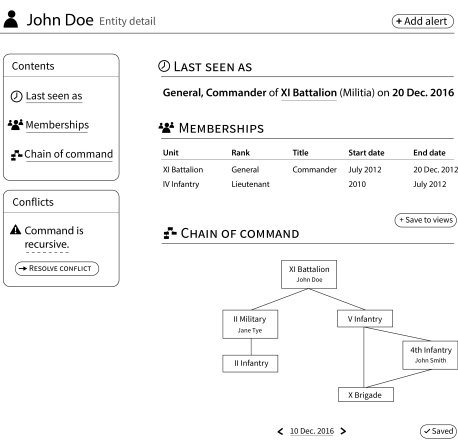 John Doe Entity detail
+ Add alert
Contents
Last seen as
Memberships
Chain of command
Conflicts
Command is
recursive.
→ RESOLVE CONFLICT
LAST SEEN AS
General, Commander of XI Battalion (Militia) on 20 Dec. 2016
MEMBERSHIPS
Unit Rank Title Start date End date
XI Battalion General Commander July 2012 20 Dec. 2012
IV Infantry Lieutenant 2010 July 2012
+ Save to views
CHAIN OF COMMAND
XI Battalion
John Doe
II Military
Jane Tye
V Infantry
4th Infantry
John Smith
II Infantry
X Brigade
< 10 Dec. 2016 >
✓ Saved